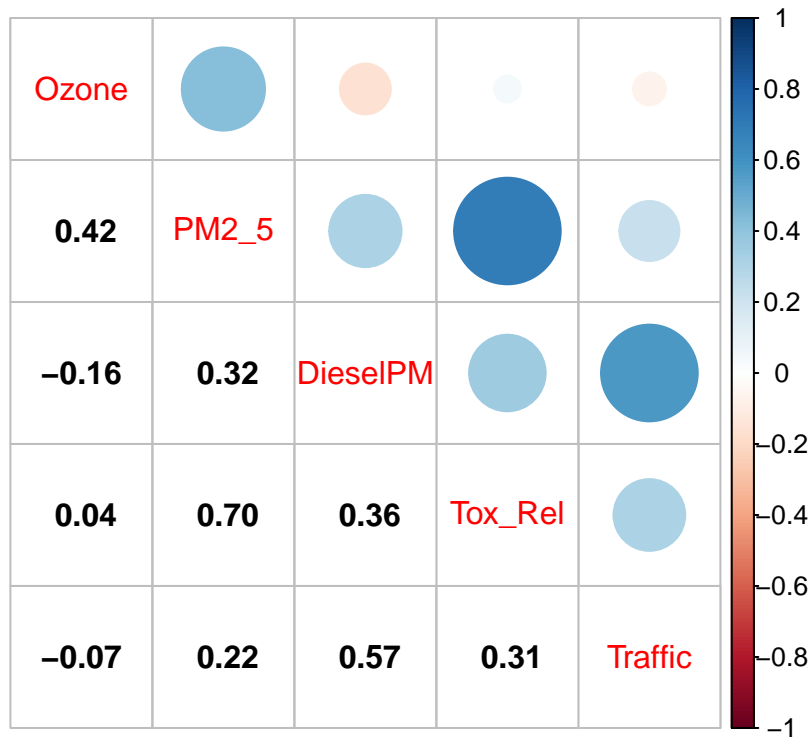 Ozone
0.42 PM2_5
–0.16 0.32 DieselPM
0.04 0.70 0.36 Tox_Rel
–0.07 0.22 0.57 0.31 Traffic
1
0.8
0.6
0.4
0.2
0
–0.2
–0.4
–0.6
–0.8
–1